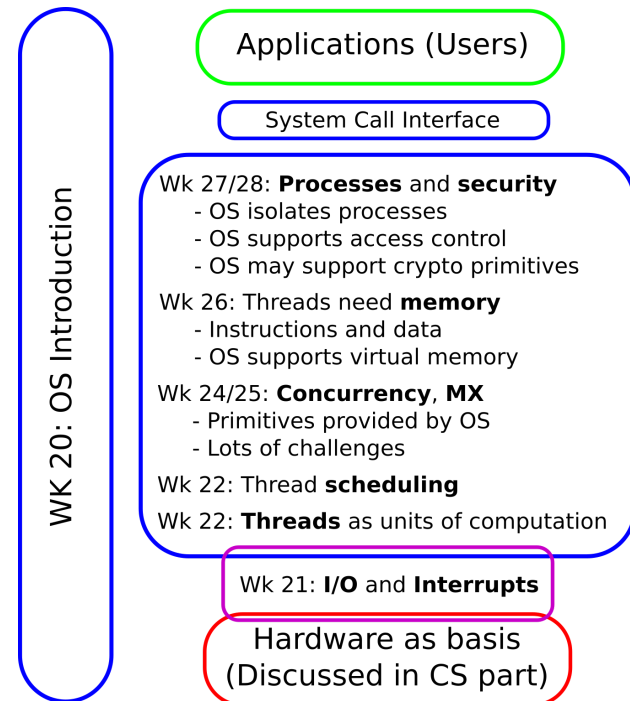 WK 20: OS Introduction
Applications (Users)
System Call Interface
Wk 27/28: Processes and security
- OS isolates processes
- OS supports access control
- OS may support crypto primitives
Wk 26: Threads need memory
- Instructions and data
- OS supports virtual memory
Wk 24/25: Concurrency, MX
- Primitives provided by OS
- Lots of challenges
Wk 22: Thread scheduling
Wk 22: Threads as units of computation
Wk 21: I/O and Interrupts
Hardware as basis
(Discussed in CS part)